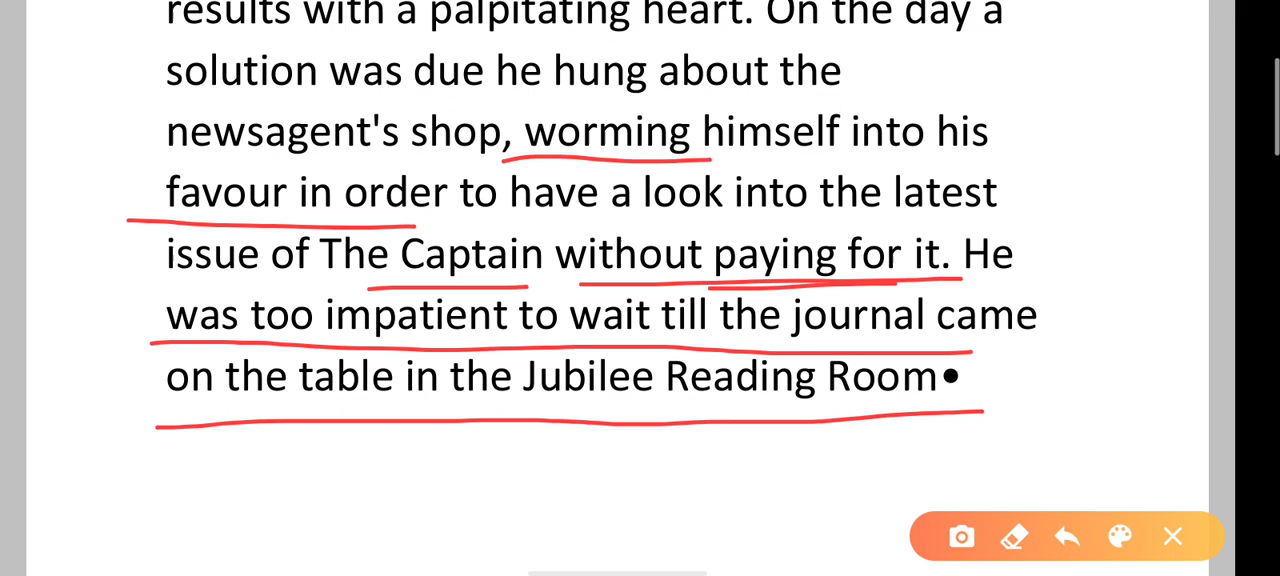 results with a palpitating heart. On the day a
solution was due he hung about the
newsagent's shop, worming himself into his
favour in order to have a look into the latest
issue of The Captain without paying for it. He
was too impatient to wait till the journal came
on the table in the Jubilee Reading Room•